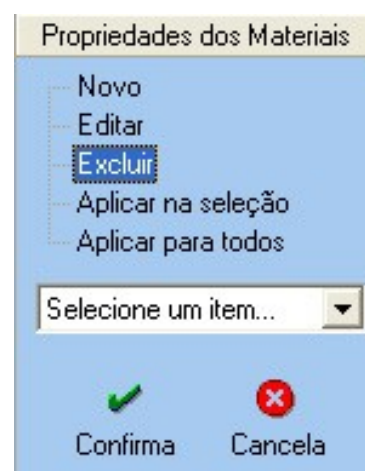 Propriedades dos Materiais
Novo
Editar
Excluir
Aplicar na seleção
Aplicar para todos
Selecione um item...
Confirma Cancela